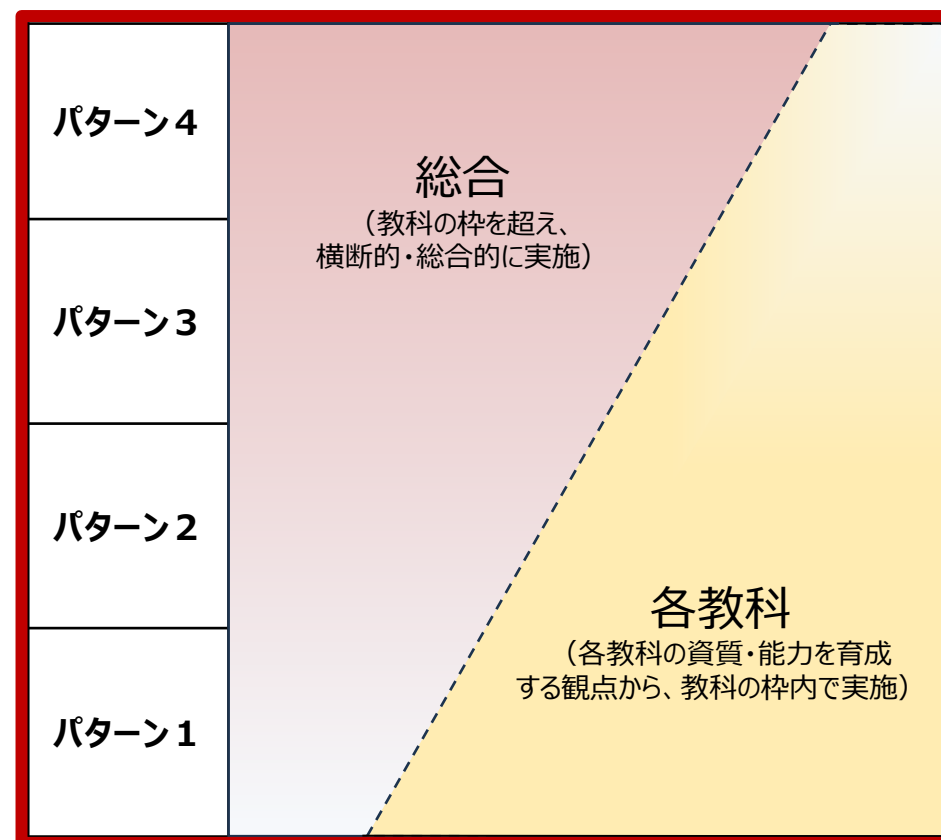 パターン４
総合
（教科の枠を超え、
横断的・総合的に実施）
パターン３
パターン２
各教科
（各教科の資質・能力を育成
する観点から、教科の枠内で実施）
パターン１